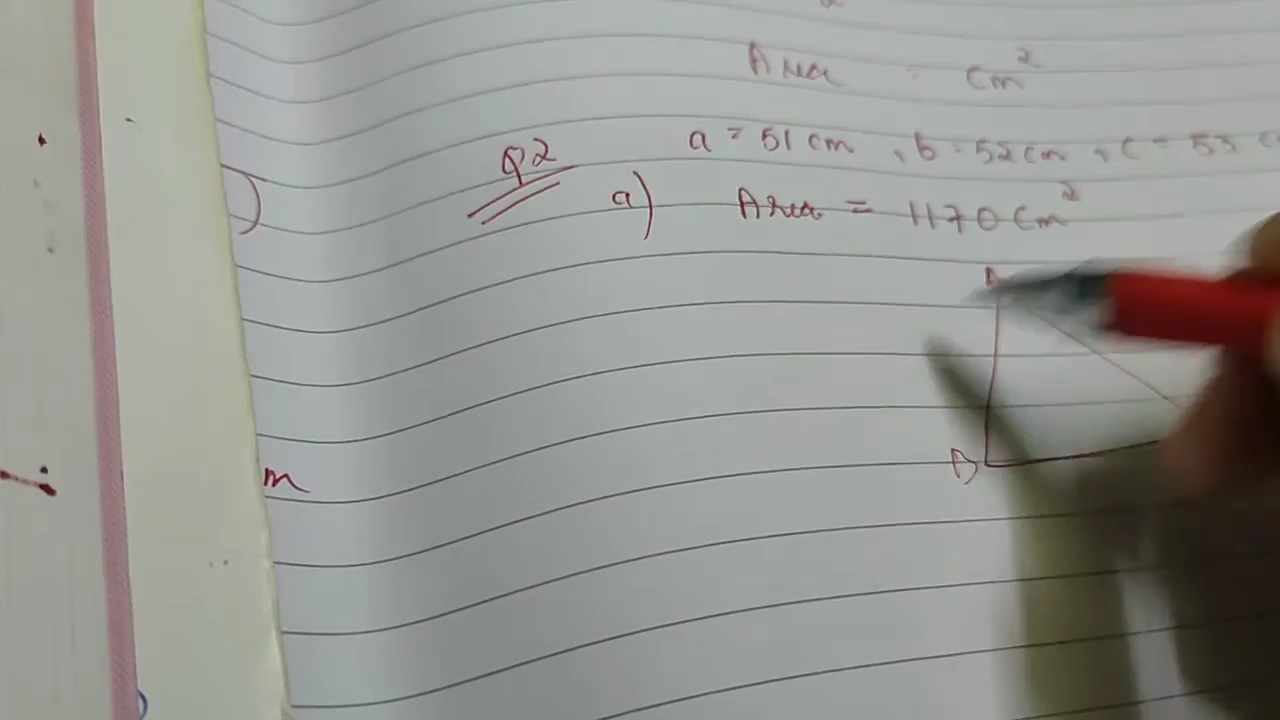 Area cm²
Q2 a = 51 cm , b = 52 cm , c = 53 c
a) Area = 1170 cm²
B
m